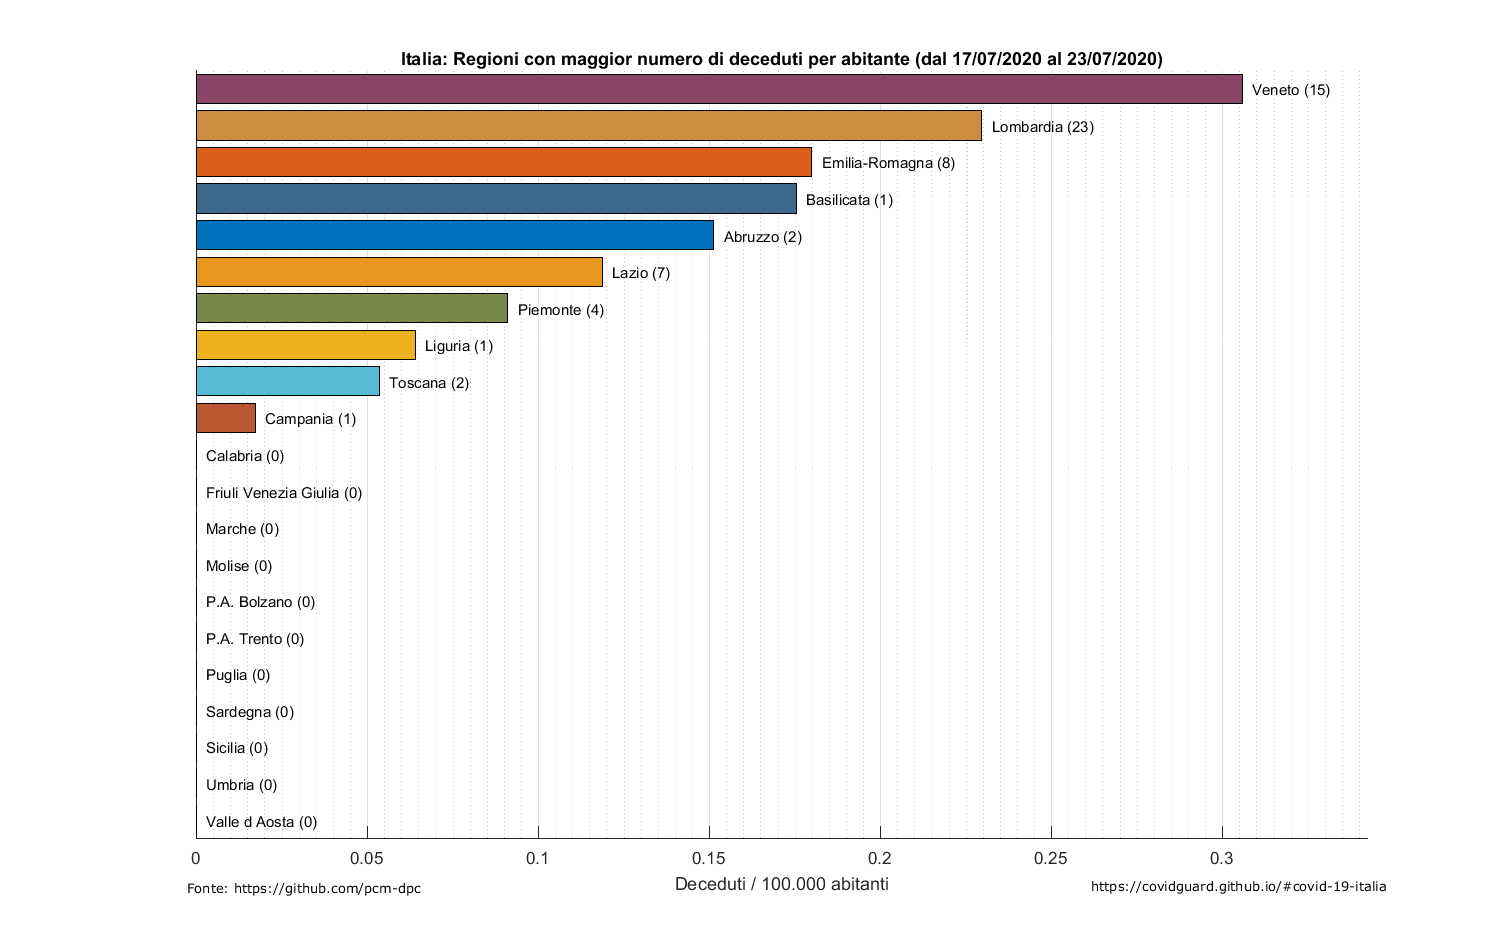 Italia: Regioni con maggior numero di deceduti per abitante (dal 17/07/2020 al 23/07/2020)
Veneto (15)
Lombardia (23)
Emilia-Romagna (8)
Basilicata (1)
Abruzzo (2)
Lazio (7)
Piemonte (4)
Liguria (1)
Toscana (2)
Campania (1)
Calabria (0)
Friuli Venezia Giulia (0)
Marche (0)
Molise (0)
P.A. Bolzano (0)
P.A. Trento (0)
Puglia (0)
Sardegna (0)
Sicilia (0)
Umbria (0)
Valle d Aosta (0)
0 0.05 0.1 0.15 0.2 0.25 0.3
Deceduti / 100.000 abitanti
Fonte: https://github.com/pcm-dpc
https://covidguard.github.io/#covid-19-italia